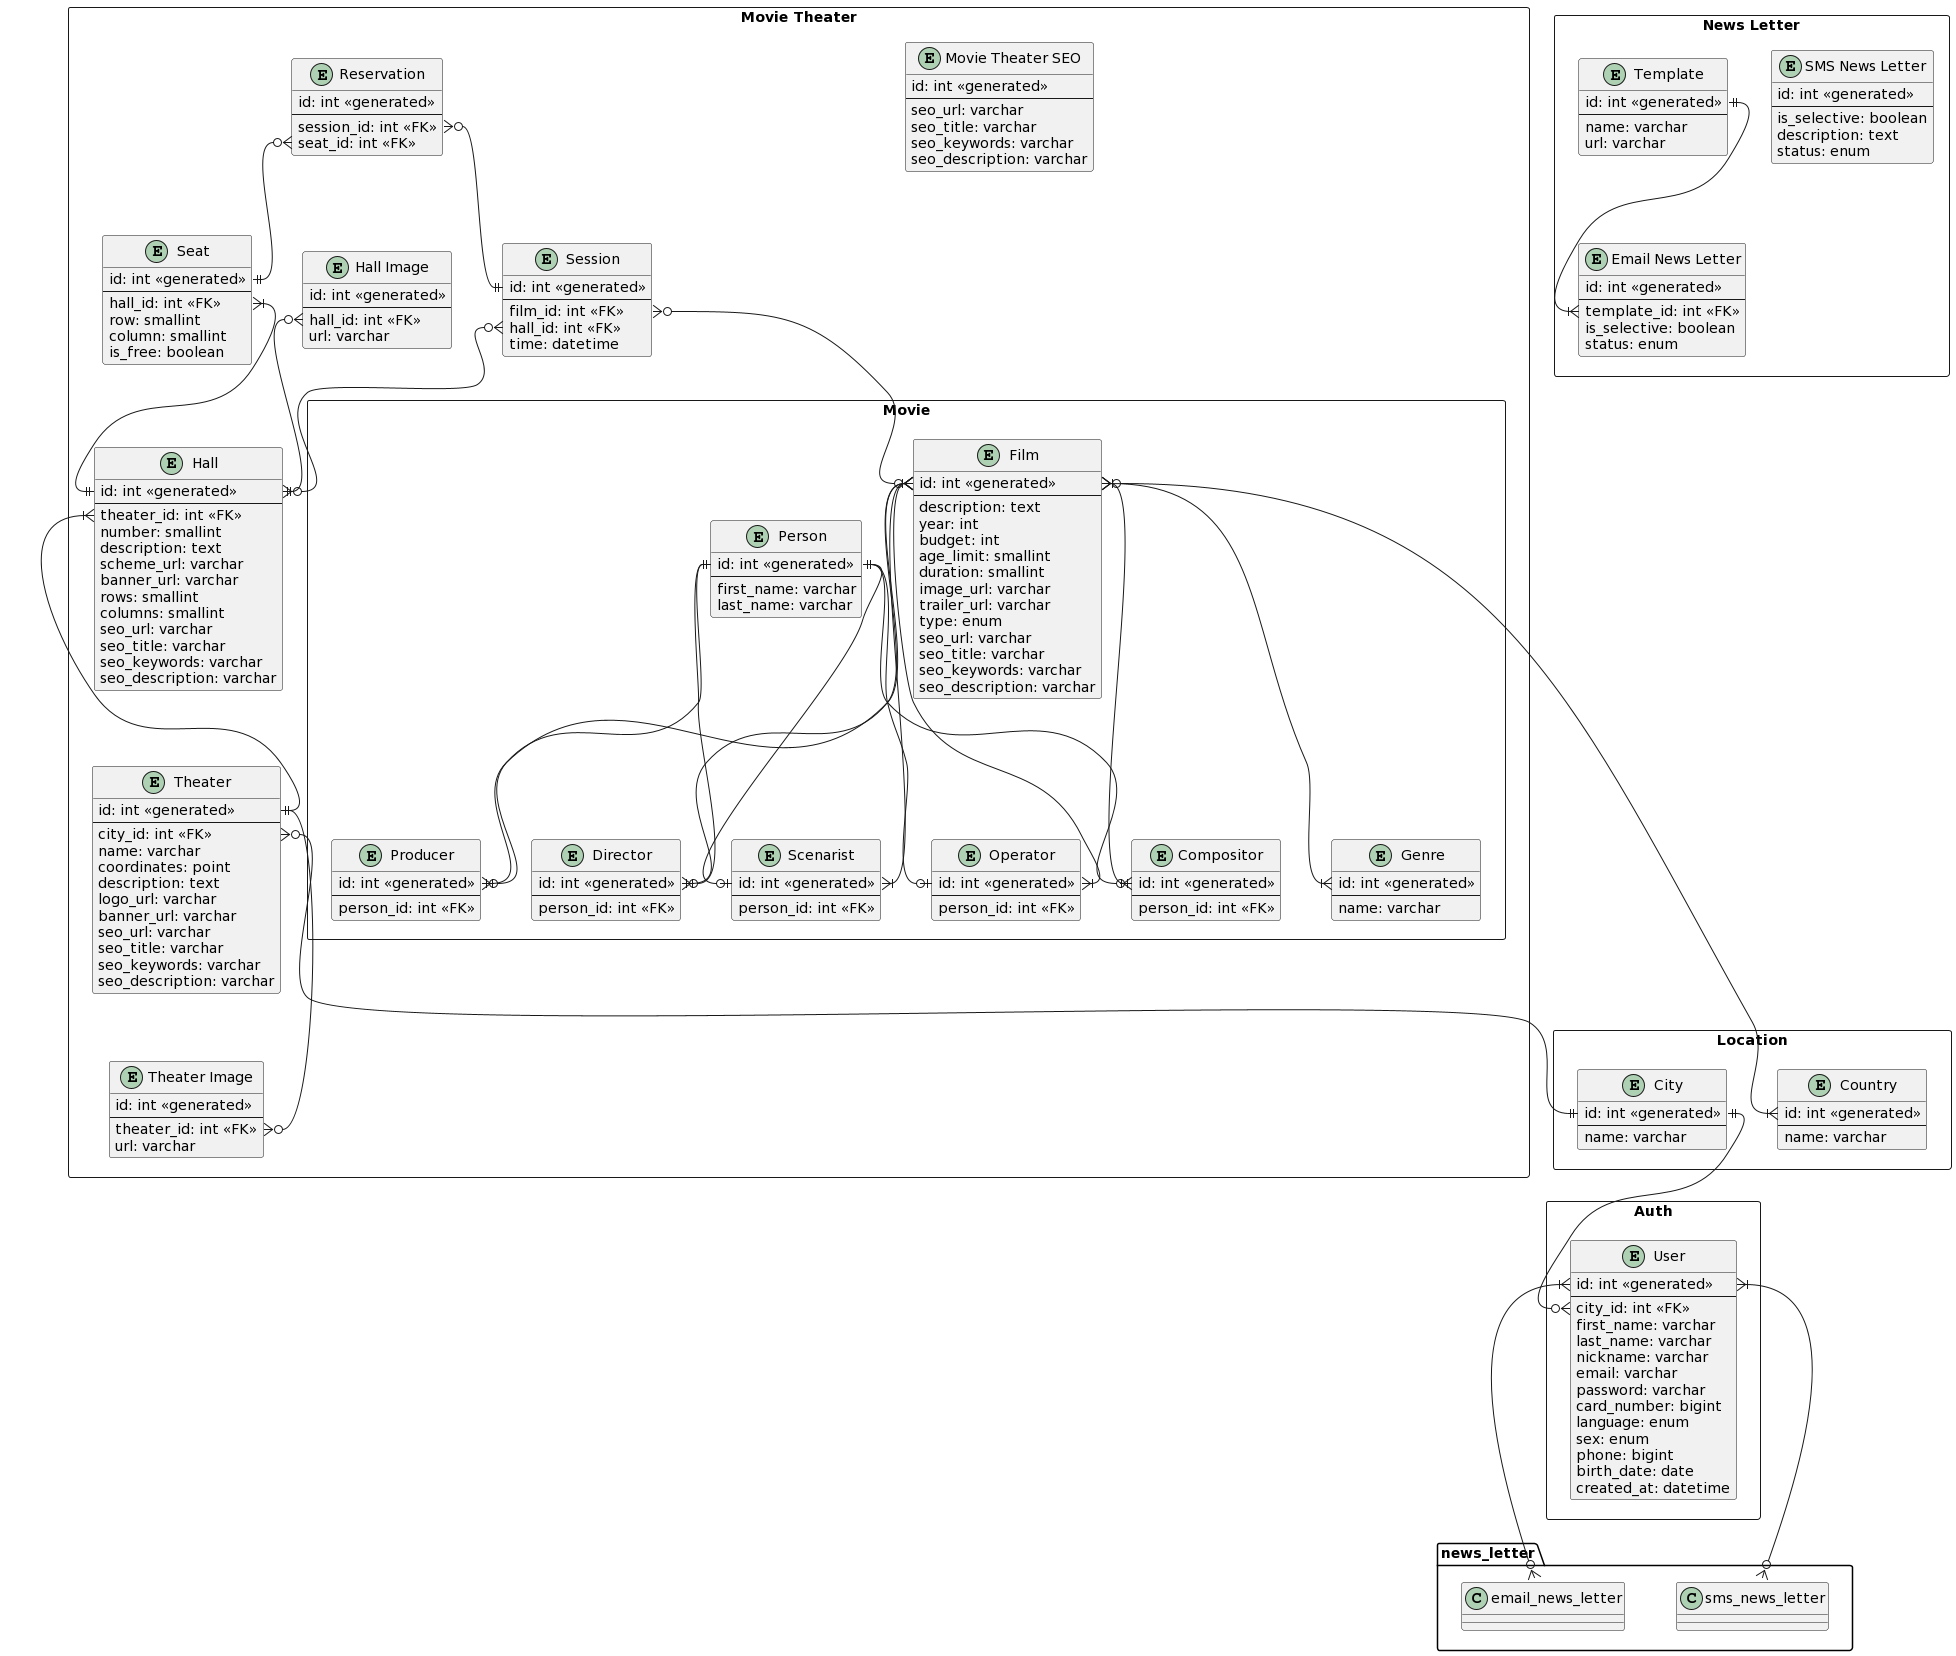 Movie Theater
E Reservation
id: int «generated»
session_id: int «FK»
seat_id: int «FK»
E Movie Theater SEO
id: int «generated»
seo_url: varchar
seo_title: varchar
seo_keywords: varchar
seo_description: varchar
E Seat
id: int «generated»
hall_id: int «FK»
row: smallint
column: smallint
is_free: boolean
E Hall Image
id: int «generated»
hall_id: int «FK»
url: varchar
E Session
id: int «generated»
film_id: int «FK»
hall_id: int «FK»
time: datetime
E Hall
id: int «generated»
theater_id: int «FK»
number: smallint
description: text
scheme_url: varchar
banner_url: varchar
rows: smallint
columns: smallint
seo_url: varchar
seo_title: varchar
seo_keywords: varchar
seo_description: varchar
Movie
E Film
id: int «generated»
description: text
year: int
budget: int
age_limit: smallint
duration: smallint
image_url: varchar
trailer_url: varchar
type: enum
seo_url: varchar
seo_title: varchar
seo_keywords: varchar
seo_description: varchar
E Person
id: int «generated»
first_name: varchar
last_name: varchar
E Producer
id: int «generated»
person_id: int «FK»
E Director
id: int «generated»
person_id: int «FK»
E Scenarist
id: int «generated»
person_id: int «FK»
E Operator
id: int «generated»
person_id: int «FK»
E Compositor
id: int «generated»
person_id: int «FK»
E Genre
id: int «generated»
name: varchar
E Theater
id: int «generated»
city_id: int «FK»
name: varchar
coordinates: point
description: text
logo_url: varchar
banner_url: varchar
seo_url: varchar
seo_title: varchar
seo_keywords: varchar
seo_description: varchar
E Theater Image
id: int «generated»
theater_id: int «FK»
url: varchar
News Letter
E Template
id: int «generated»
name: varchar
url: varchar
E SMS News Letter
id: int «generated»
is_selective: boolean
description: text
status: enum
E Email News Letter
id: int «generated»
template_id: int «FK»
is_selective: boolean
status: enum
Location
E City
id: int «generated»
name: varchar
E Country
id: int «generated»
name: varchar
Auth
E User
id: int «generated»
city_id: int «FK»
first_name: varchar
last_name: varchar
nickname: varchar
email: varchar
password: varchar
card_number: bigint
language: enum
sex: enum
phone: bigint
birth_date: date
created_at: datetime
news_letter
C email_news_letter
C sms_news_letter